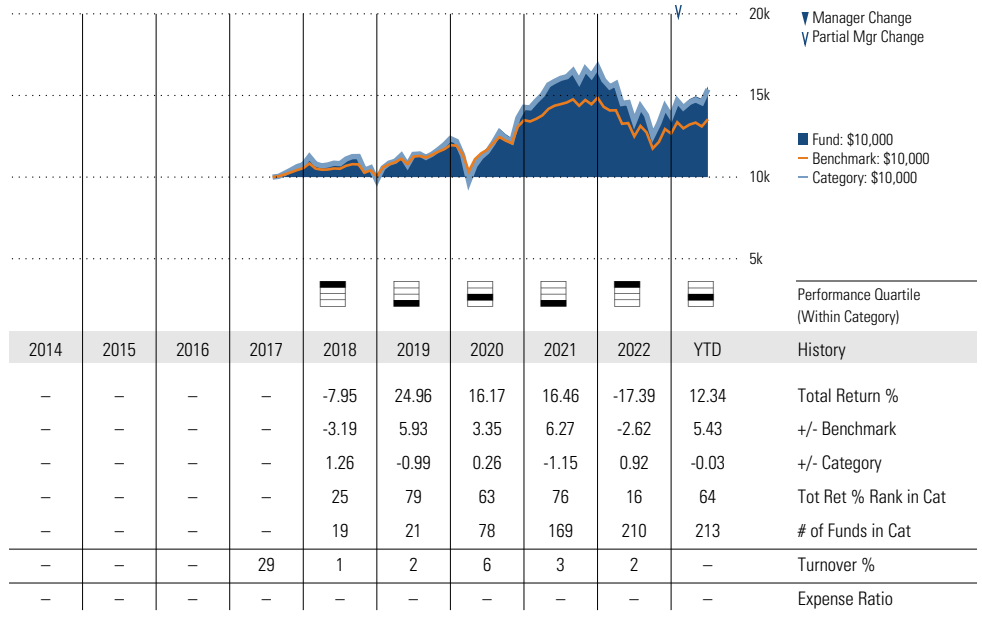 20k
▼ Manager Change
V Partial Mgr Change
15k
Fund: $10,000
Benchmark: $10,000
Category: $10,000
10k
5k
Performance Quartile
(Within Category)
2014 2015 2016 2017 2018 2019 2020 2021 2022 YTD History
– – – – -7.95 24.96 16.17 16.46 -17.39 12.34 Total Return %
– – – – -3.19 5.93 3.35 6.27 -2.62 5.43 +/- Benchmark
– – – – 1.26 -0.99 0.26 -1.15 0.92 -0.03 +/- Category
– – – – 25 79 63 76 16 64 Tot Ret % Rank in Cat
– – – – 19 21 78 169 210 213 # of Funds in Cat
– – – 29 1 2 6 3 2 – Turnover %
– – – – – – – – – – Expense Ratio